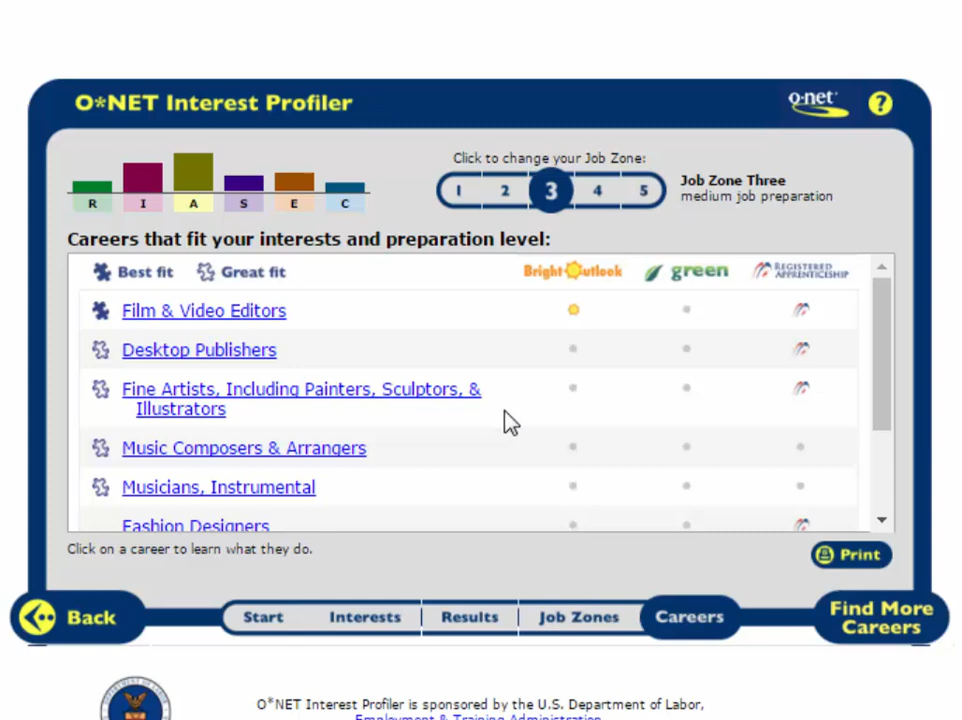 O*NET Interest Profiler
o·net
?
R I A S E C
Click to change your Job Zone:
1 2 3 4 5
Job Zone Three
medium job preparation
Careers that fit your interests and preparation level:
Best fit Great fit Bright Outlook green REGISTERED APPRENTICESHIP
Film & Video Editors
Desktop Publishers
Fine Artists, Including Painters, Sculptors, &
Illustrators
Music Composers & Arrangers
Musicians, Instrumental
Fashion Designers
Click on a career to learn what they do.
Print
Back
Start Interests Results Job Zones Careers
Find More
Careers
O*NET Interest Profiler is sponsored by the U.S. Department of Labor,
Employment & Training Administration